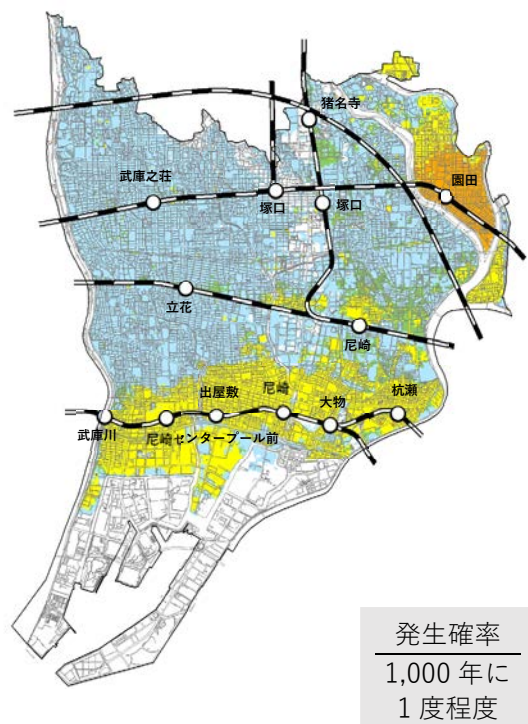 猪名寺
武庫之荘
塚口
塚口
園田
立花
尼崎
出屋敷
尼崎
大物
杭瀬
武庫川
尼崎センタープール前
発生確率
1,000 年に
1 度程度